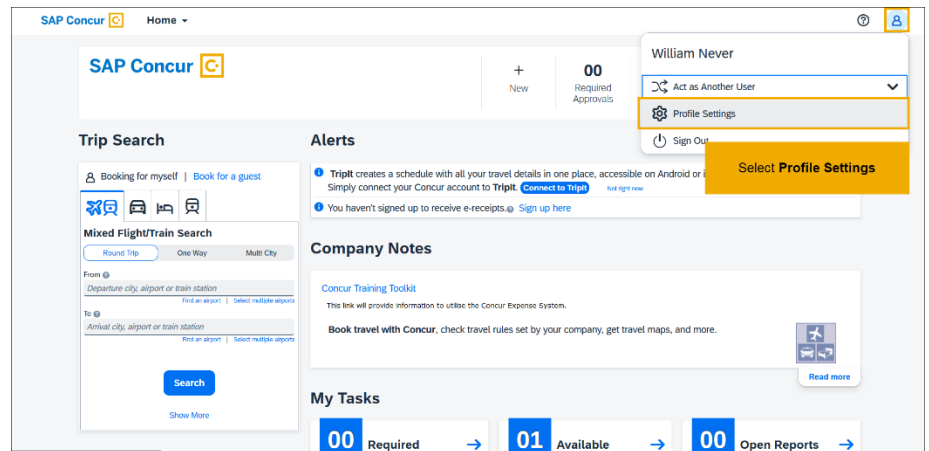 SAP Concur C
Home
William Never
Act as Another User
Profile Settings
Sign Out
Select Profile Settings
SAP Concur C
+
New
00
Required
Approvals
Trip Search
Booking for myself | Book for a guest
Mixed Flight/Train Search
Round Trip One Way Multi City
From
Departure city, airport or train station
Find an airport | Select multiple airports
To
Arrival city, airport or train station
Find an airport | Select multiple airports
Search
Show More
Alerts
TripIt creates a schedule with all your travel details in one place, accessible on Android or
Simply connect your Concur account to TripIt. Connect to TripIt Not right now
You haven't signed up to receive e-receipts. Sign up here
Company Notes
Concur Training Toolkit
This link will provide information to utilise the Concur Expense System.
Book travel with Concur, check travel rules set by your company, get travel maps, and more.
Read more
My Tasks
00 Required
01 Available
00 Open Reports